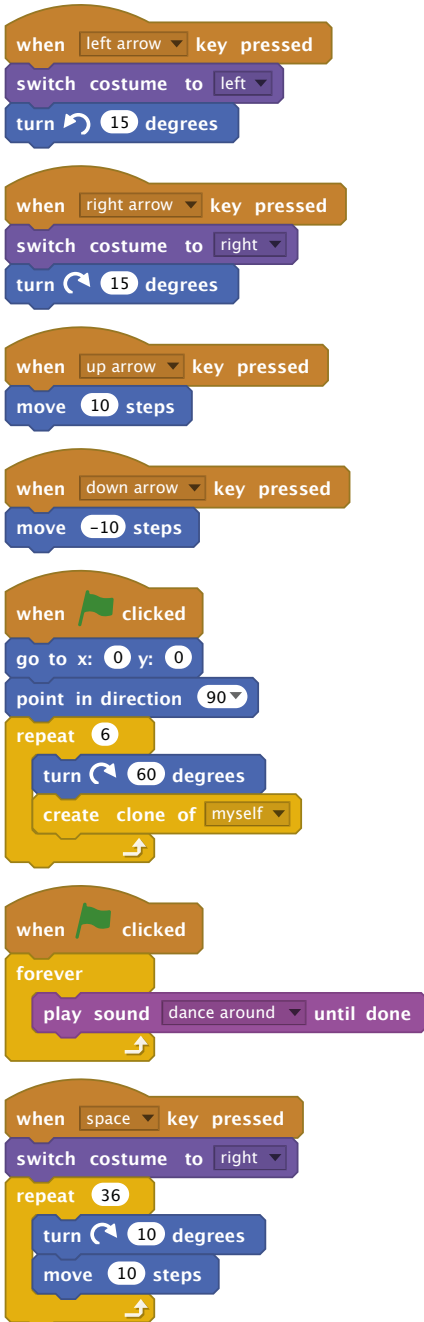 when left arrow key pressed
switch costume to left
turn 15 degrees
when right arrow key pressed
switch costume to right
turn 15 degrees
when up arrow key pressed
move 10 steps
when down arrow key pressed
move -10 steps
when clicked
go to x: 0 y: 0
point in direction 90
repeat 6
turn 60 degrees
create clone of myself
when clicked
forever
play sound dance around until done
when space key pressed
switch costume to right
repeat 36
turn 10 degrees
move 10 steps